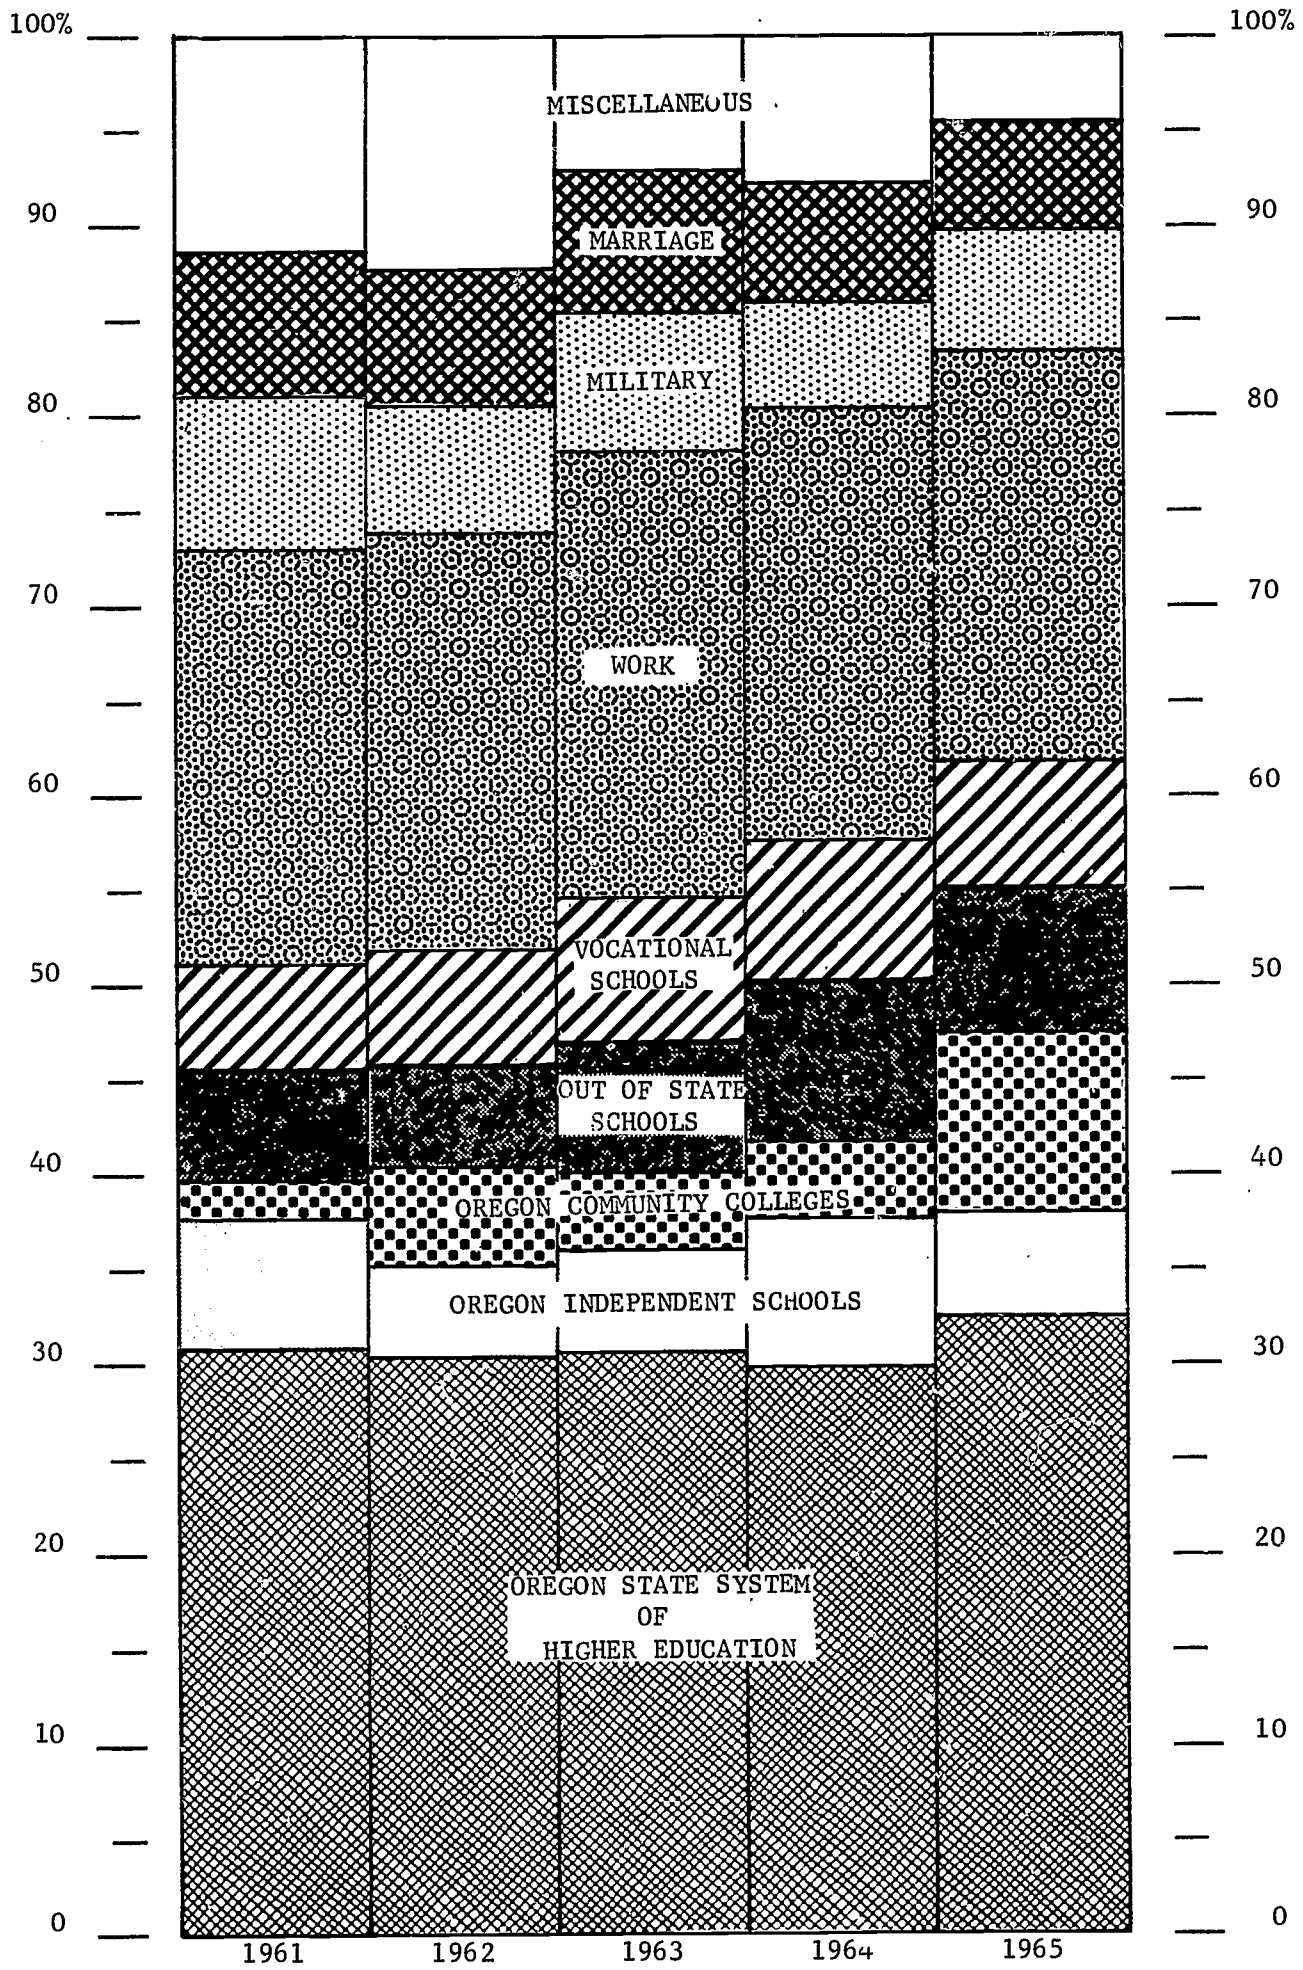 100% 100%
MISCELLANEOUS
90 90
MARRIAGE
MILITARY
80 80
70 70
WORK
60 60
VOCATIONAL
50 50
SCHOOLS
OUT OF STATE
SCHOOLS
40 40
OREGON COMMUNITY COLLEGES
OREGON INDEPENDENT SCHOOLS
30 30
20 20
OREGON STATE SYSTEM
OF
HIGHER EDUCATION
10 10
0 0
1961 1962 1963 1964 1965